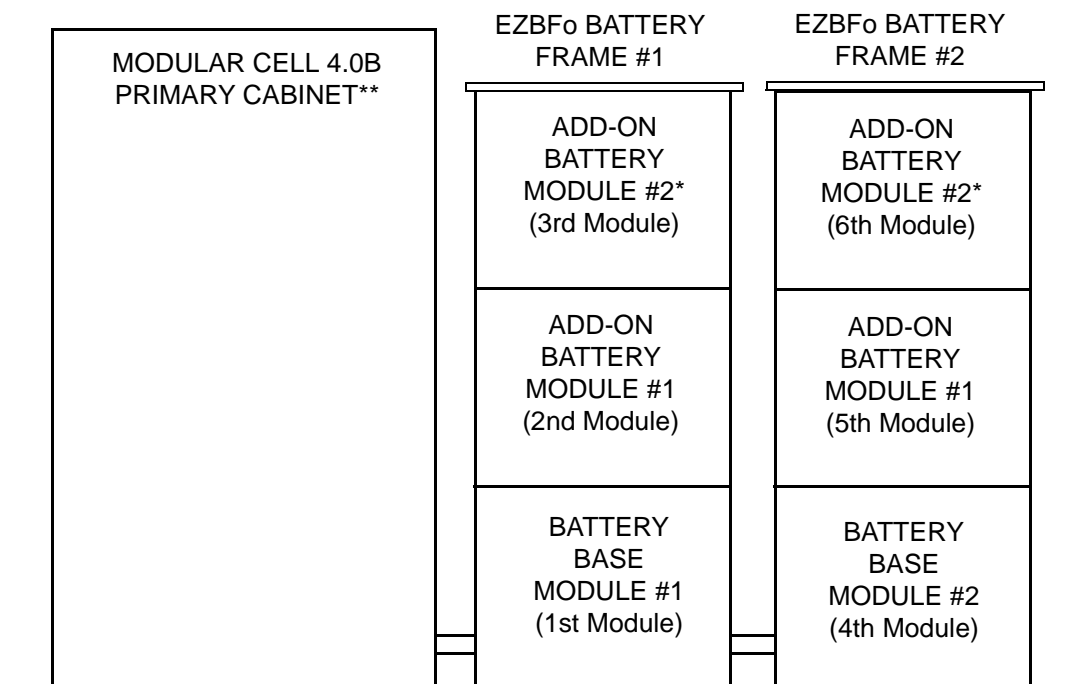 MODULAR CELL 4.0B
PRIMARY CABINET**
EZBFo BATTERY
FRAME #1
ADD-ON
BATTERY
MODULE #2*
(3rd Module)
ADD-ON
BATTERY
MODULE #1
(2nd Module)
BATTERY
BASE
MODULE #1
(1st Module)
EZBFo BATTERY
FRAME #2
ADD-ON
BATTERY
MODULE #2*
(6th Module)
ADD-ON
BATTERY
MODULE #1
(5th Module)
BATTERY
BASE
MODULE #2
(4th Module)